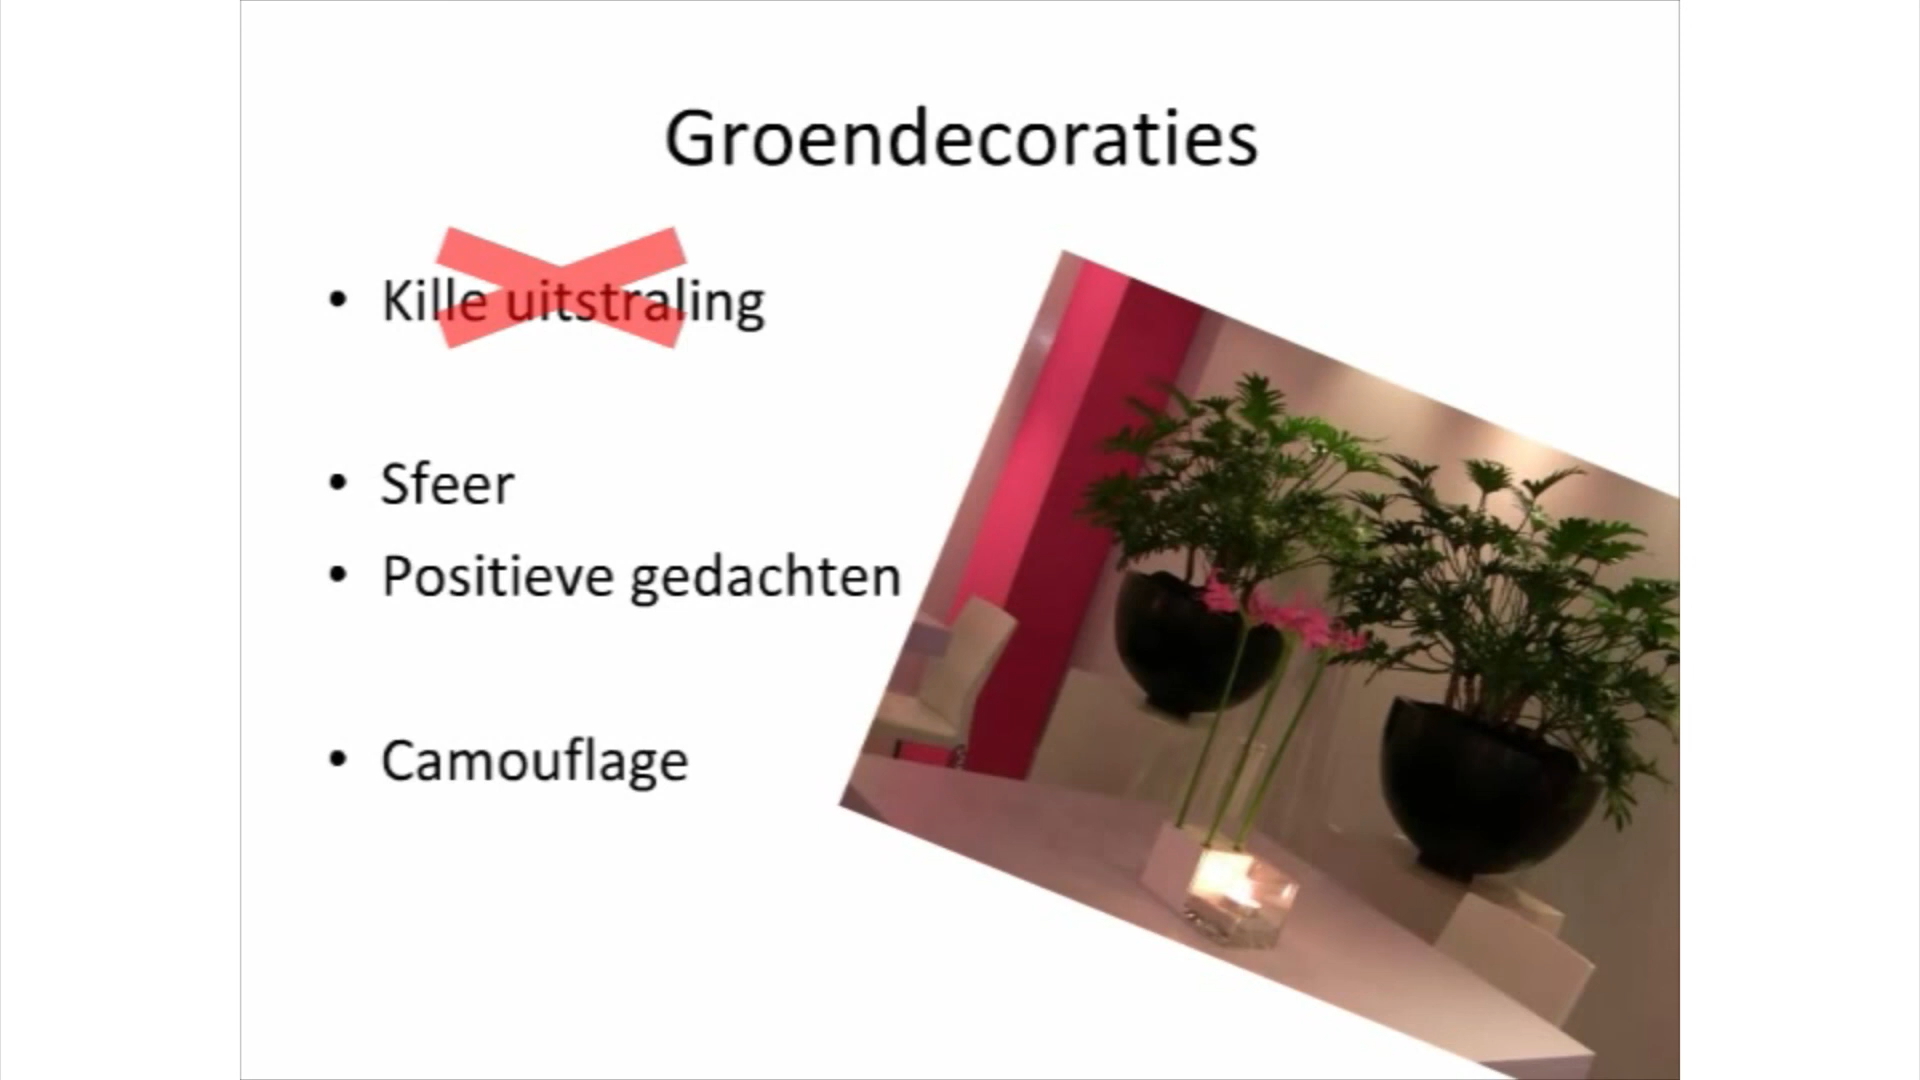 Groendecoraties
• Kille uitstraling
• Sfeer
• Positieve gedachten
• Camouflage